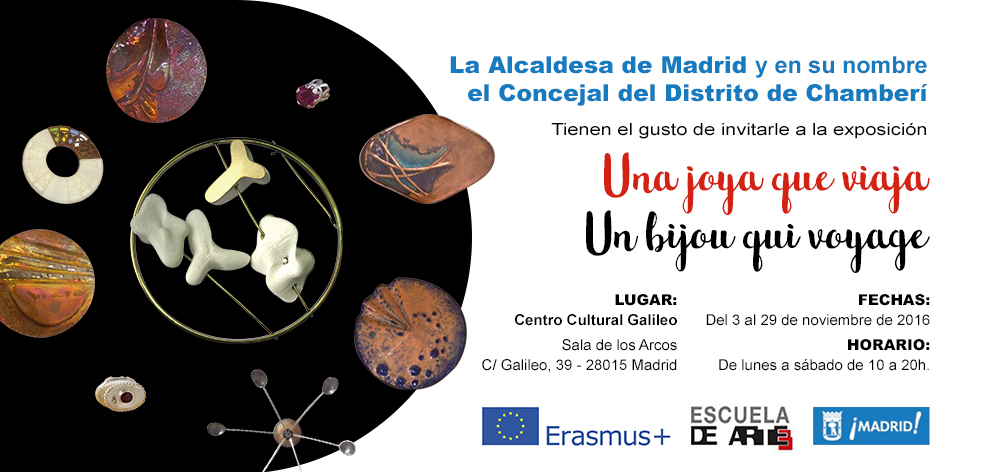 La Alcaldesa de Madrid y en su nombre
el Concejal del Distrito de Chamberí
Tienen el gusto de invitarle a la exposición
Una joya que viaja
Un bijou qui voyage
LUGAR:
Centro Cultural Galileo
Sala de los Arcos
C/ Galileo, 39 - 28015 Madrid
FECHAS:
Del 3 al 29 de noviembre de 2016
HORARIO:
De lunes a sábado de 10 a 20h.
Erasmus+
ESCUELA
DE ARTE3
¡MADRID!